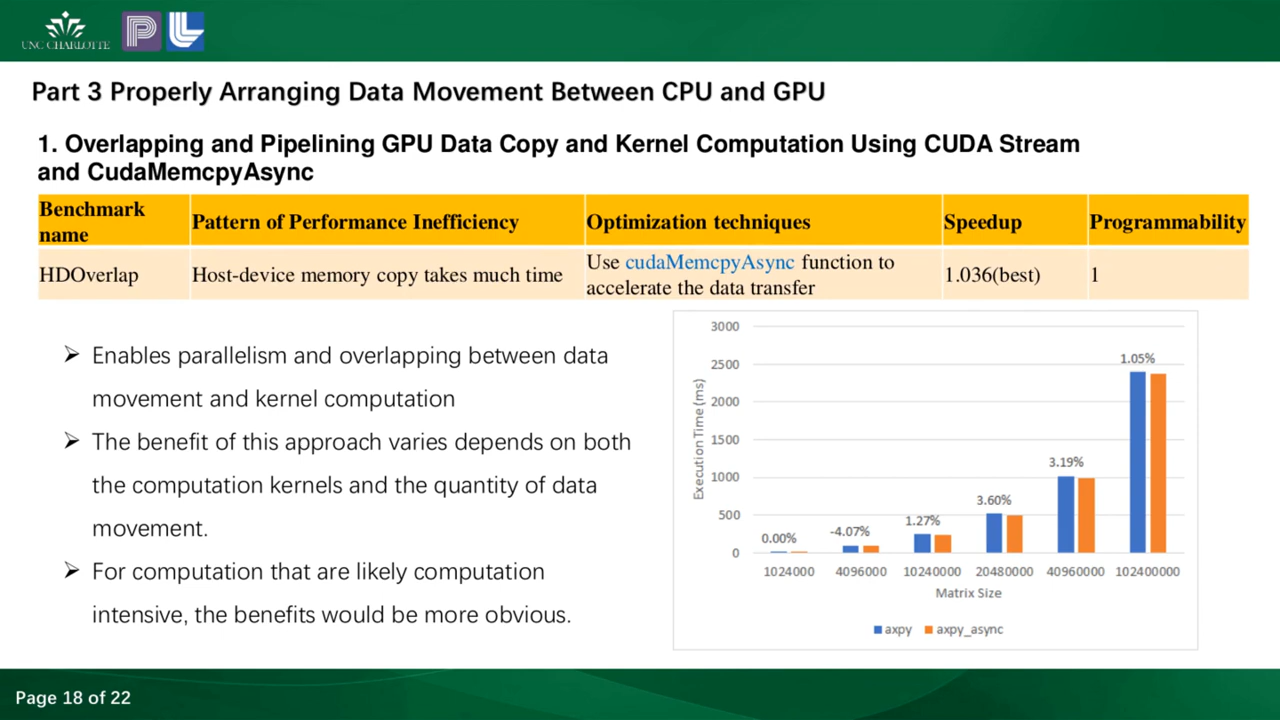 UNC CHARLOTTE
Part 3 Properly Arranging Data Movement Between CPU and GPU
1. Overlapping and Pipelining GPU Data Copy and Kernel Computation Using CUDA Stream
and CudaMemcpyAsync
Benchmark
name
Pattern of Performance Inefficiency
Optimization techniques
Speedup
Programmability
HDOverlap
Host-device memory copy takes much time
Use cudaMemcpyAsync function to
accelerate the data transfer
1.036(best)
1
➢ Enables parallelism and overlapping between data
movement and kernel computation
➢ The benefit of this approach varies depends on both
the computation kernels and the quantity of data
movement.
➢ For computation that are likely computation
intensive, the benefits would be more obvious.
Execution Time (ms)
3000
2500
2000
1500
1000
500
0
0.00%
-4.07%
1.27%
3.60%
3.19%
1.05%
1024000 4096000 10240000 20480000 40960000 102400000
Matrix Size
axpy axpy_async
Page 18 of 22